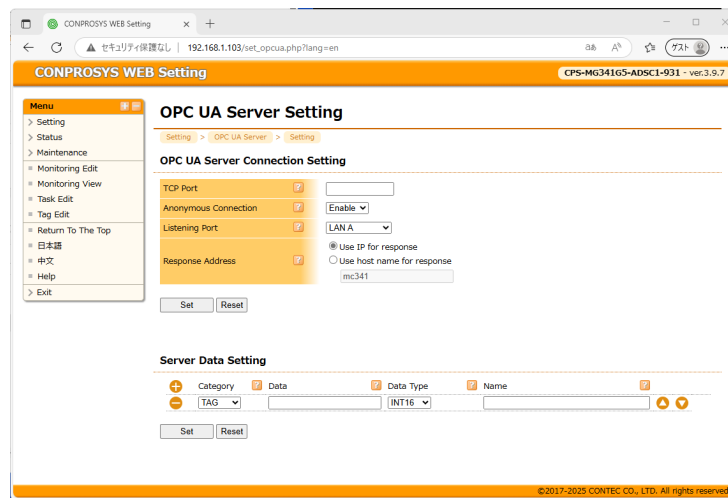 CONPROSYS WEB Setting
セキュリティ保護なし | 192.168.1.103/set_opcua.php?lang=en
ゲスト
CONPROSYS WEB Setting
CPS-MG341G5-ADSC1-931 - ver.3.9.7
Menu
Setting
Status
Maintenance
Monitoring Edit
Monitoring View
Task Edit
Tag Edit
Return To The Top
日本語
中文
Help
Exit
OPC UA Server Setting
Setting > OPC UA Server > Setting
OPC UA Server Connection Setting
TCP Port ?
Anonymous Connection ? Enable
Listening Port ? LAN A
Response Address ? Use IP for response
Use host name for response
mc341
Set Reset
Server Data Setting
Category ? Data ? Data Type ? Name ?
TAG INT16
Set Reset
©2017-2025 CONTEC CO., LTD. All rights reserved